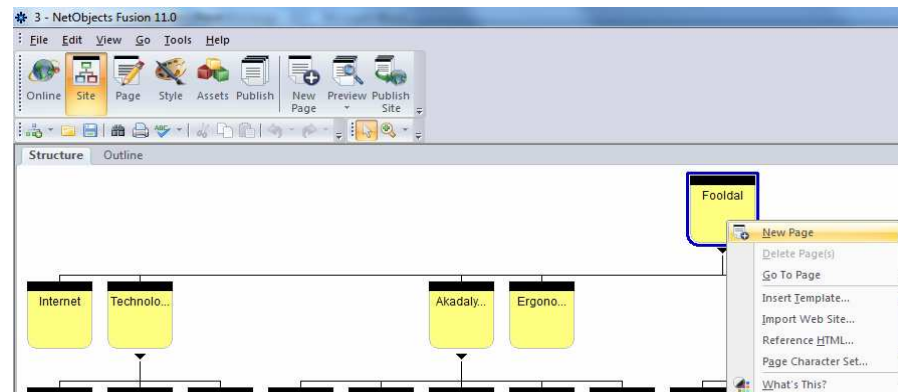 3 - NetObjects Fusion 11.0
File Edit View Go Tools Help
Online Site Page Style Assets Publish New Page Preview Publish Site
Structure Outline
Fooldal
New Page
Delete Page(s)
Go To Page
Internet Technolo... Akadaly... Ergono...
Insert Template...
Import Web Site...
Reference HTML...
Page Character Set...
What's This?